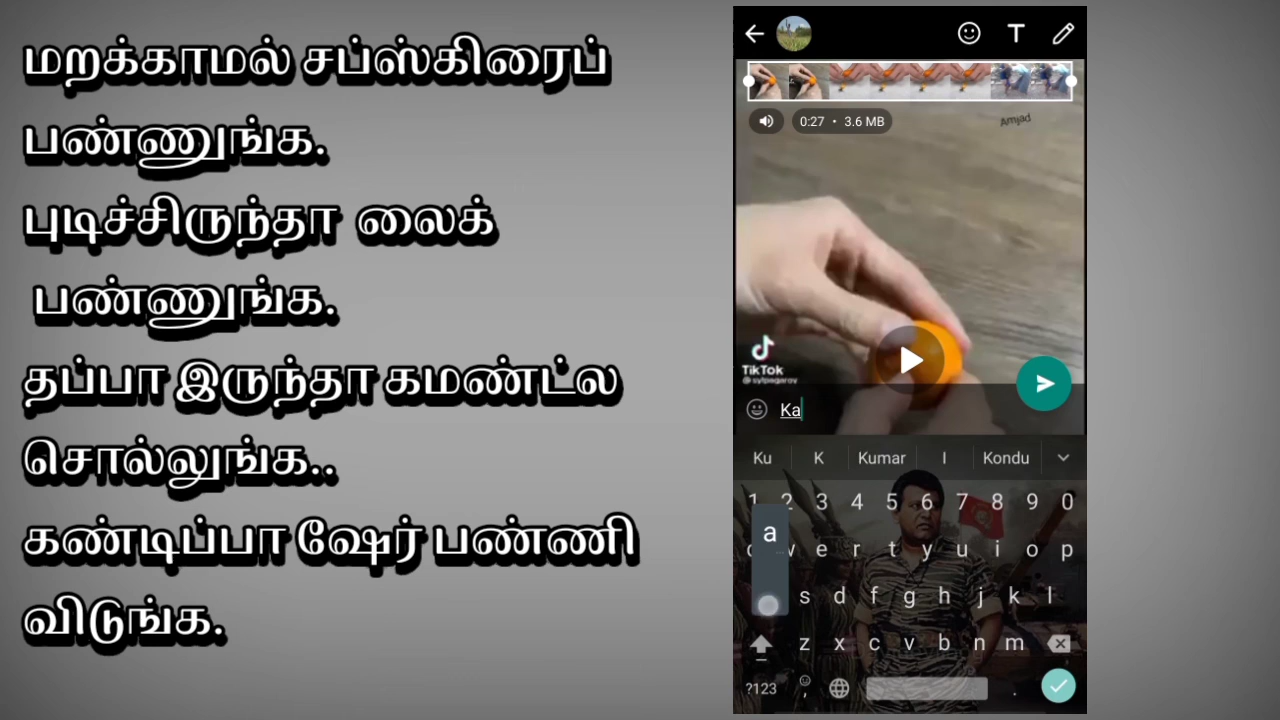 மறக்காமல் சப்ஸ்கிரைப்
பண்ணுங்க.
புடிச்சிருந்தா லைக்
பண்ணுங்க.
தப்பா இருந்தா கமண்ட்ல
சொல்லுங்க..
கண்டிப்பா ஷேர் பண்ணி
விடுங்க.
T
0:27 • 3.6 MB
Amjad
TikTok
Ka
Ku K Kumar I Kondu
1 2 3 4 5 6 7 8 9 0
e r t y u i o p
a
s d f g h j k l
z x c v b n m
?123 , .